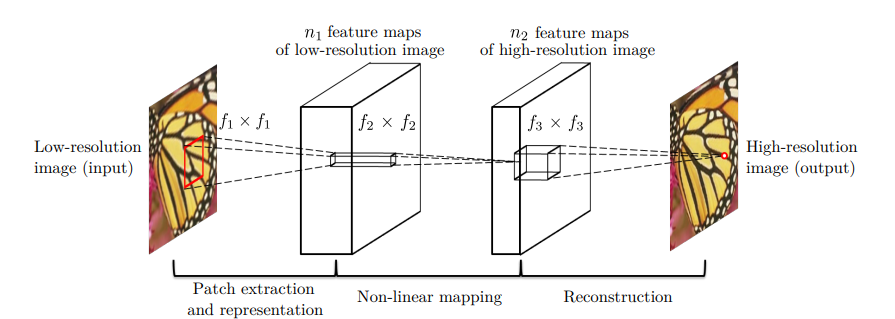 n₁ feature maps
of low-resolution image
n₂ feature maps
of high-resolution image
f₁ × f₁
f₂ × f₂
f₃ × f₃
Low-resolution
image (input)
High-resolution
image (output)
Patch extraction
and representation
Non-linear mapping
Reconstruction